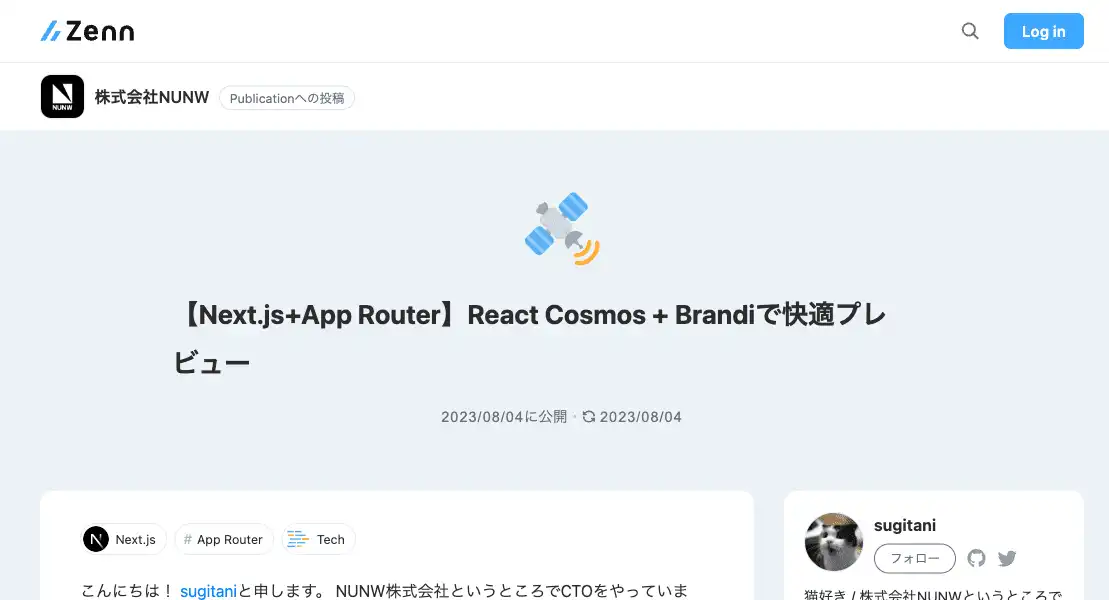 Zenn
Log in
NUNW
株式会社NUNW
Publicationへの投稿
【Next.js+App Router】React Cosmos + Brandiで快適プレ
ビュー
2023/08/04に公開 · 2023/08/04
Next.js
# App Router
Tech
こんにちは！ sugitaniと申します。 NUNW株式会社というところでCTOをやっていま
sugitani
フォロー
猫好き / 株式会社NUNWというところで